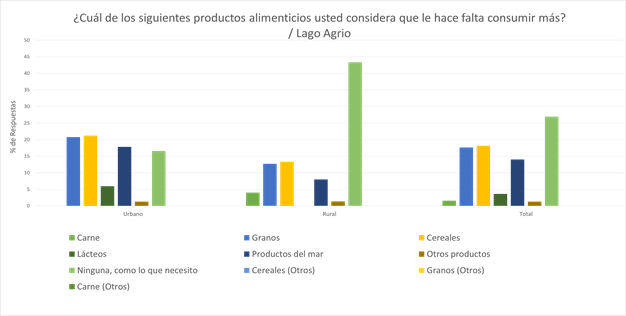 ¿Cuál de los siguientes productos alimenticios usted considera que le hace falta consumir más?
/ Lago Agrio
% de Respuestas
50
45
40
35
30
25
20
15
10
5
0
Urbano Rural Total
Carne Granos Cereales
Lácteos Productos del mar Otros productos
Ninguna, como lo que necesito Cereales (Otros) Granos (Otros)
Carne (Otros)